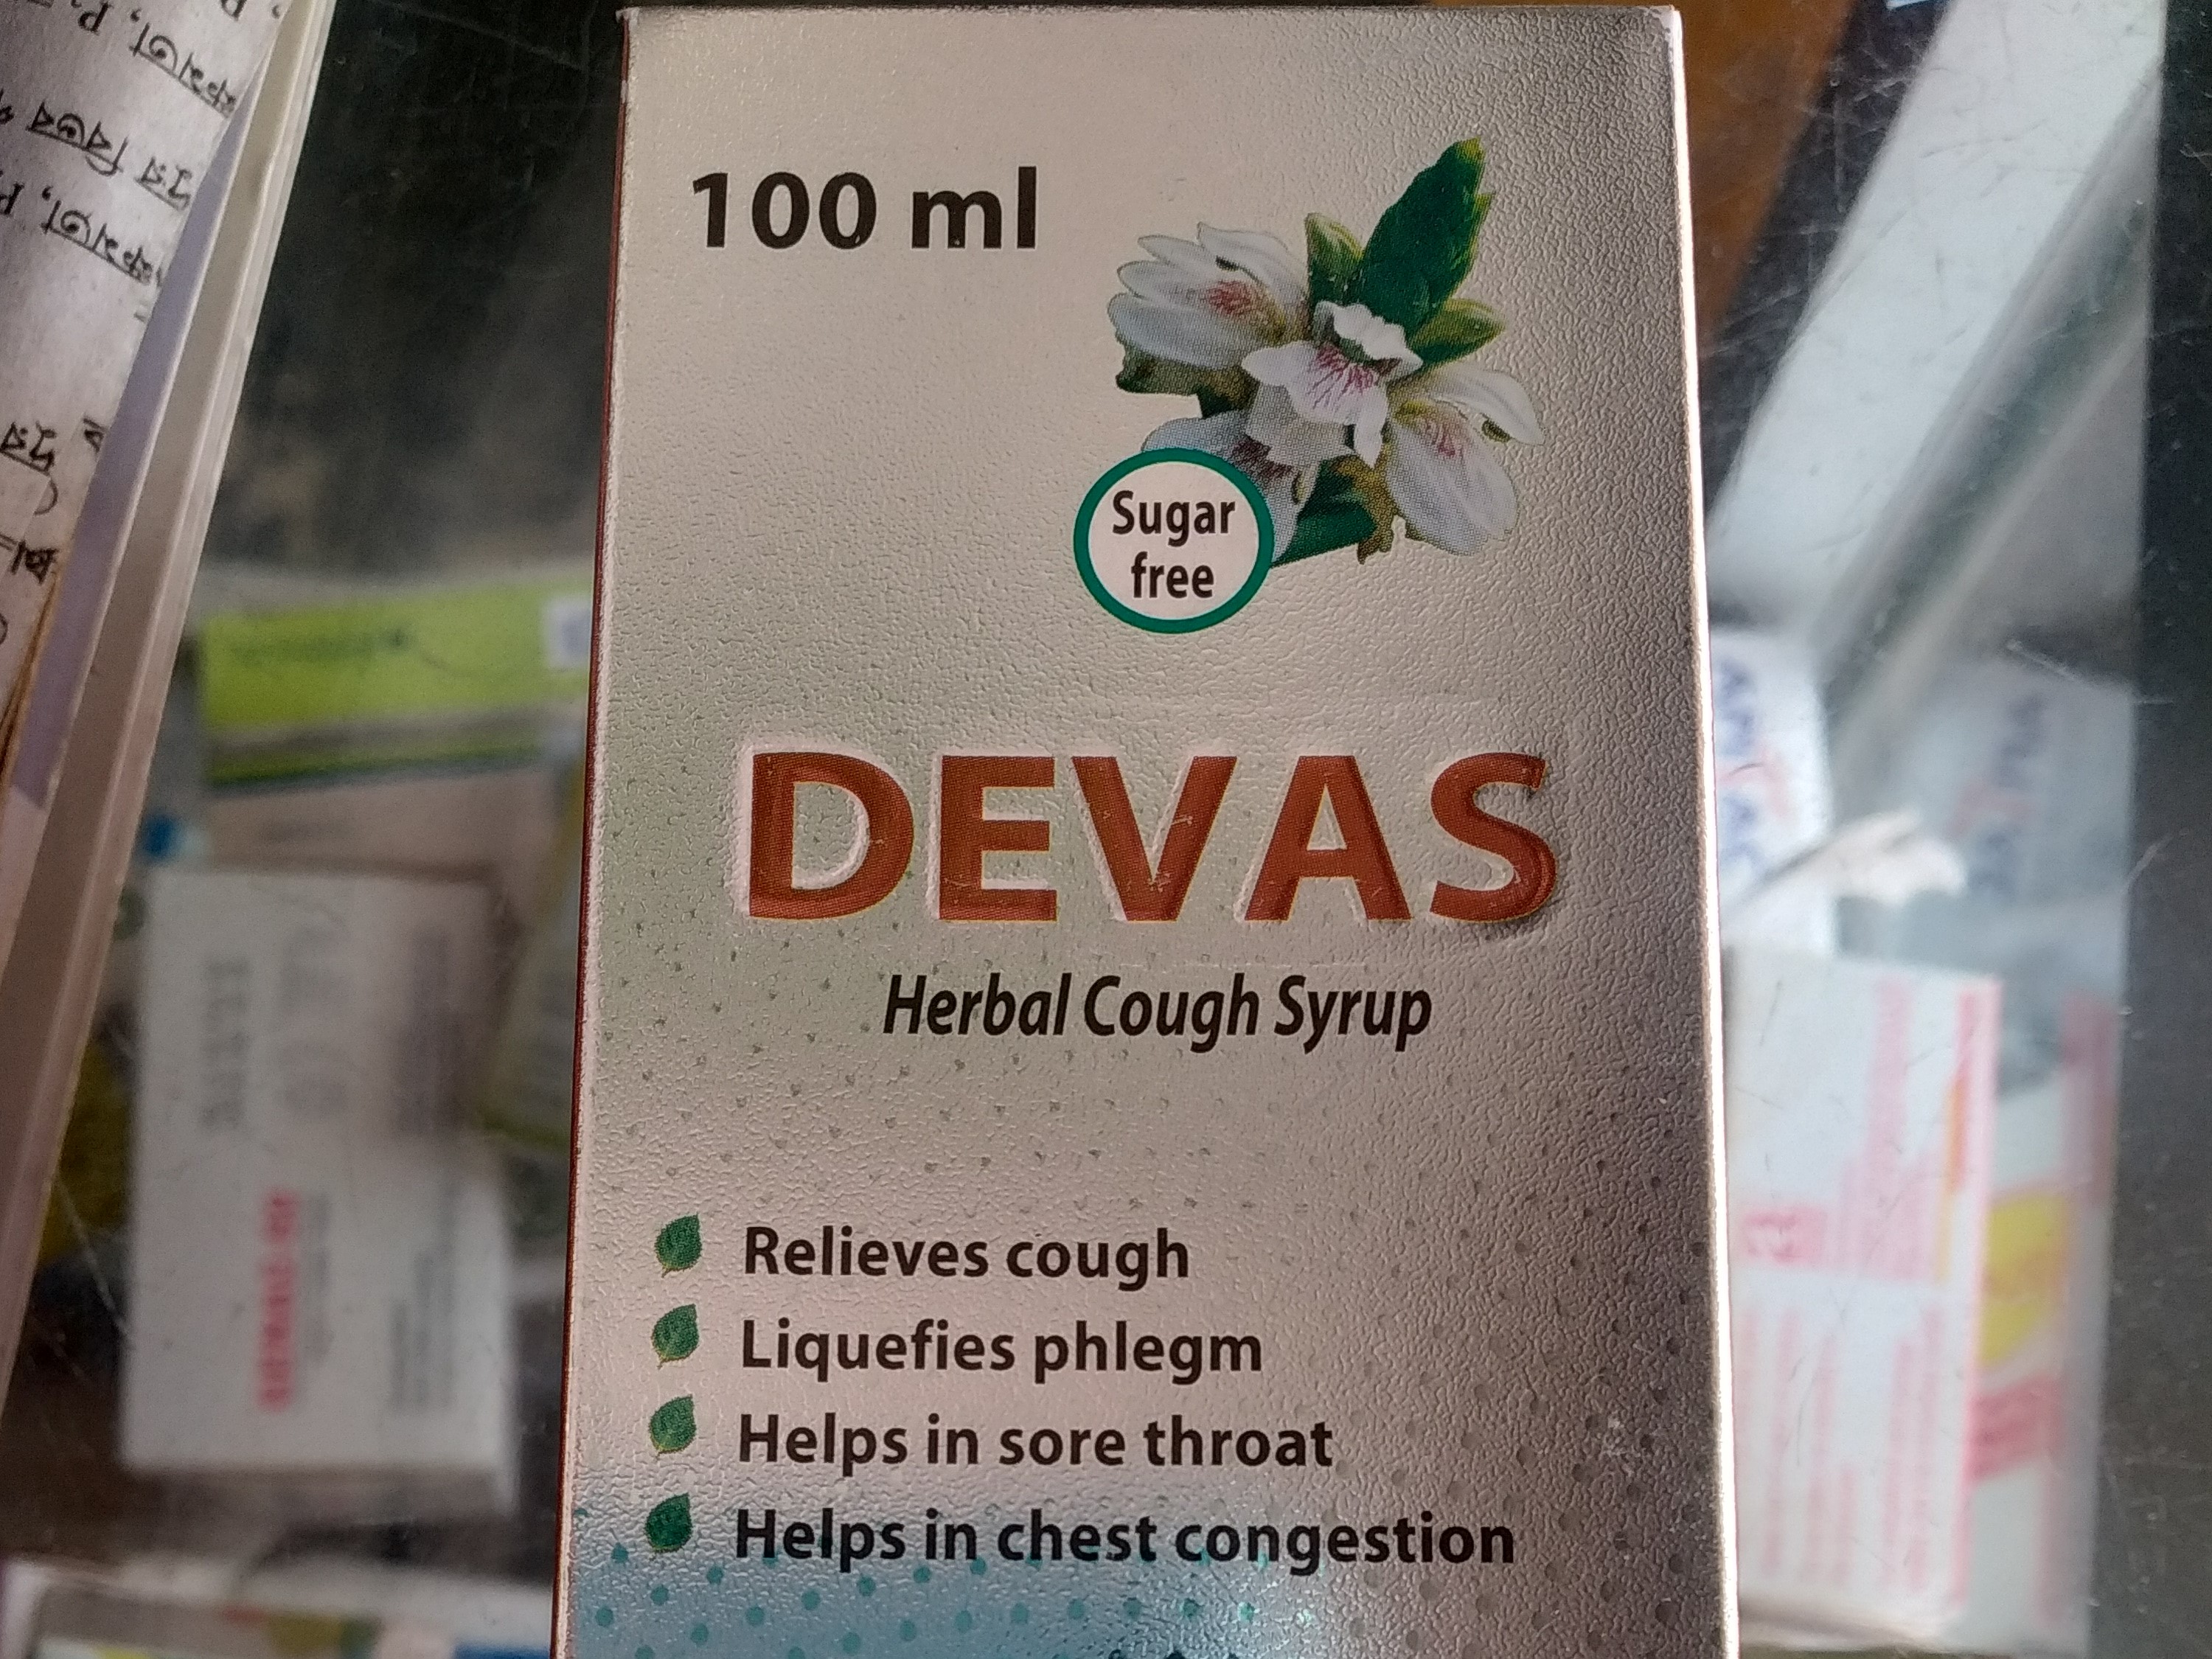 100 ml
Sugar
free
DEVAS
Herbal Cough Syrup
Relieves cough
Liquefies phlegm
Helps in sore throat
Helps in chest congestion